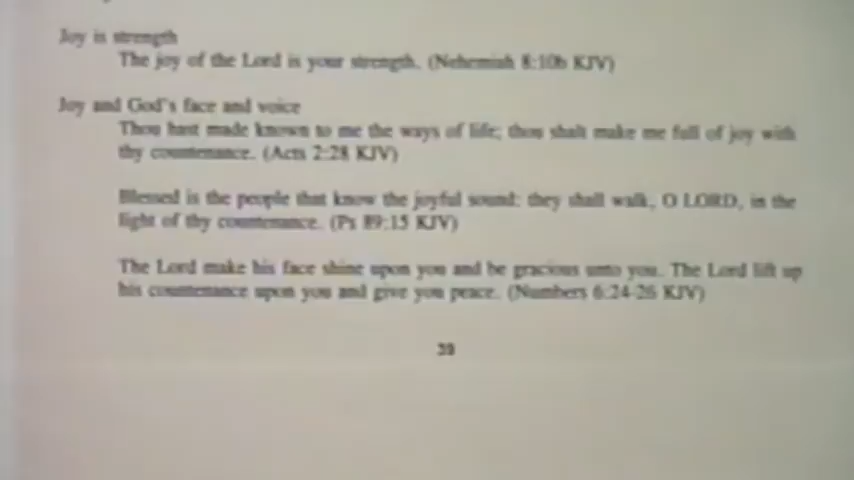 Joy is strength
The joy of the Lord is your strength. (Nehemiah 8:10b KJV)
Joy and God's face and voice
Thou hast made known to me the ways of life; thou shalt make me full of joy with
thy countenance. (Acts 2:28 KJV)
Blessed is the people that know the joyful sound: they shall walk, O LORD, in the
light of thy countenance. (Ps 89:15 KJV)
The Lord make his face shine upon you and be gracious unto you. The Lord lift up
his countenance upon you and give you peace. (Numbers 6:24-26 KJV)